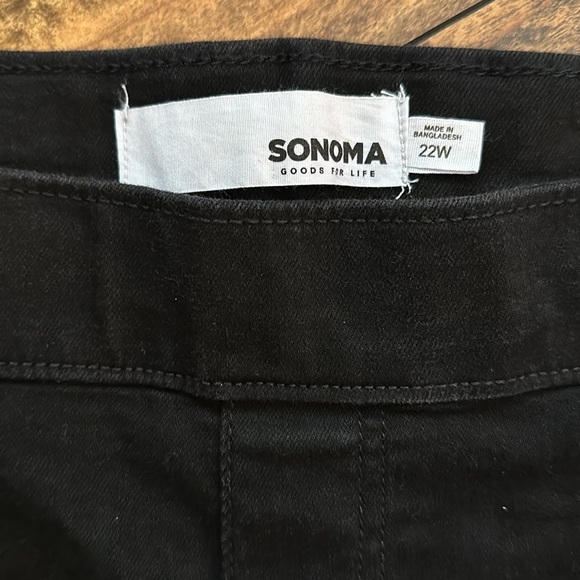 SONOMA
GOODS FOR LIFE
MADE IN
BANGLADESH
22W